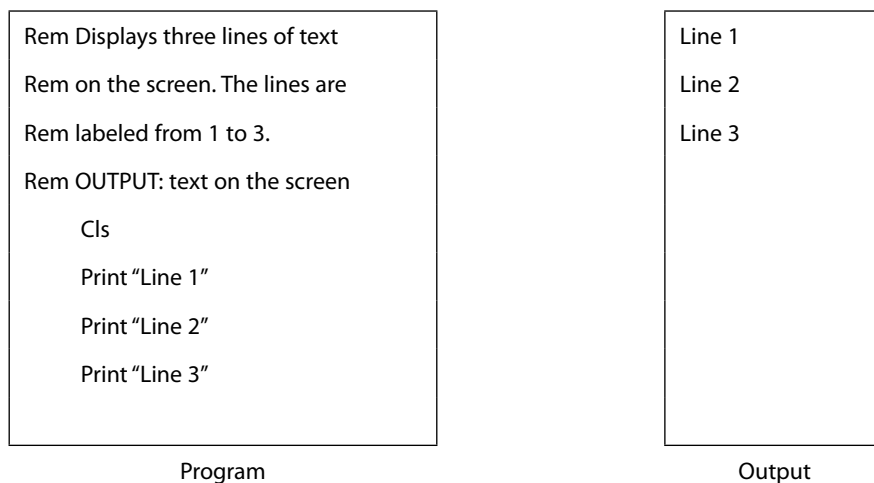 Rem Displays three lines of text
Rem on the screen. The lines are
Rem labeled from 1 to 3.
Rem OUTPUT: text on the screen
Cls
Print “Line 1”
Print “Line 2”
Print “Line 3”
Program
Line 1
Line 2
Line 3
Output